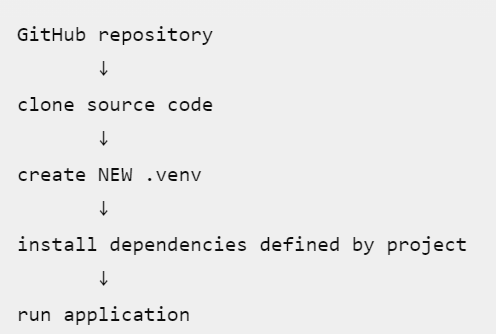 GitHub repository
↓
clone source code
↓
create NEW .venv
↓
install dependencies defined by project
↓
run application